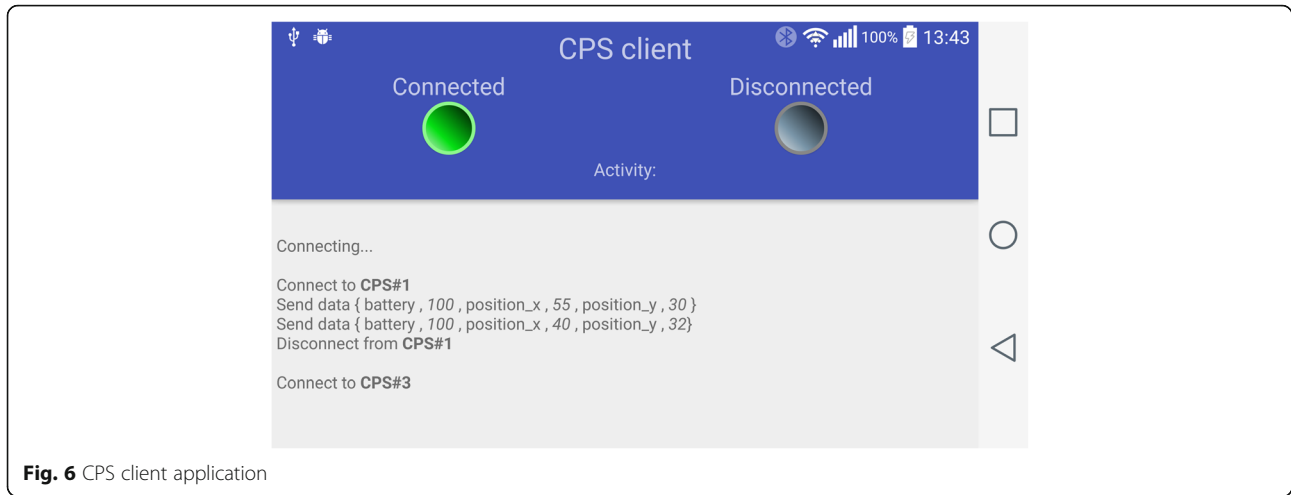 100% 13:43
CPS client
Connected Disconnected
Activity:
Connecting...
Connect to CPS#1
Send data { battery , 100 , position_x , 55 , position_y , 30 }
Send data { battery , 100 , position_x , 40 , position_y , 32}
Disconnect from CPS#1
Connect to CPS#3
Fig. 6 CPS client application